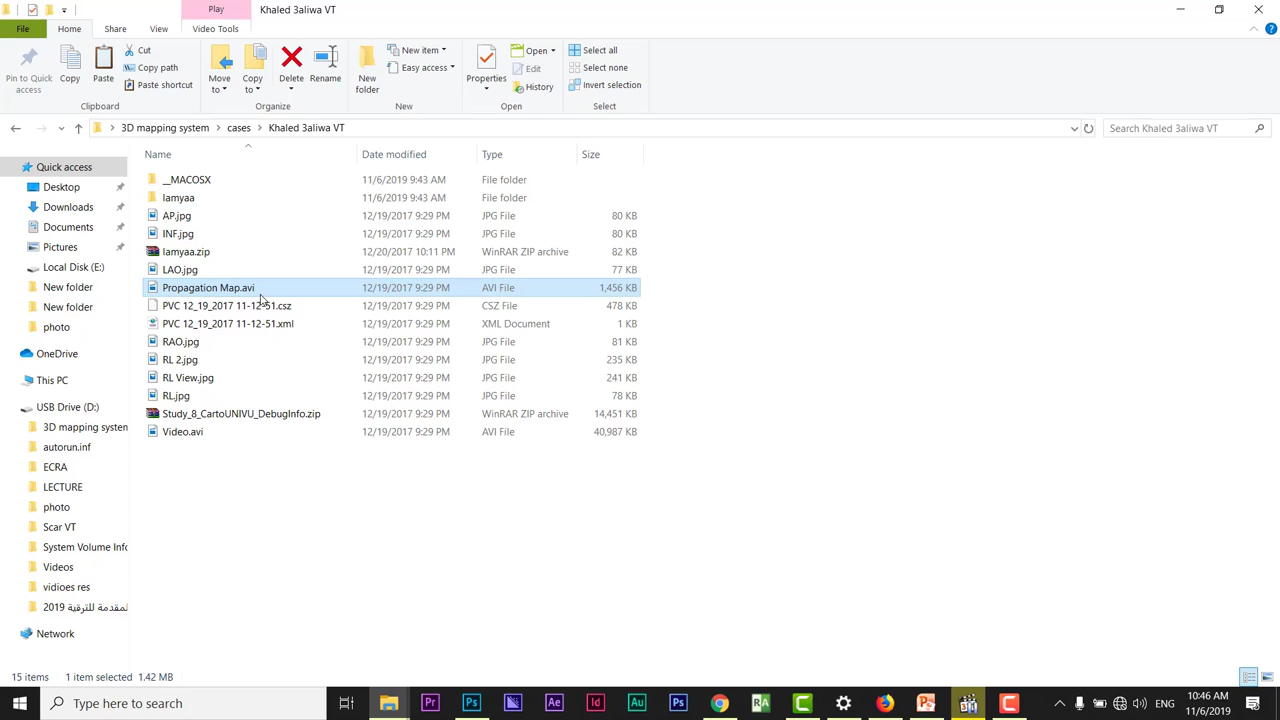 Play
Khaled 3aliwa VT
File
Home
Share
View
Video Tools
Pin to Quick access
Copy
Paste
Cut
Copy path
Paste shortcut
Clipboard
Move to
Copy to
Delete
Rename
Organize
New folder
New item
Easy access
New
Properties
Open
Edit
History
Open
Select all
Select none
Invert selection
Select
3D mapping system
cases
Khaled 3aliwa VT
Search Khaled 3aliwa VT
Name Date modified Type Size
__MACOSX 11/6/2019 9:43 AM File folder
lamyaa 11/6/2019 9:43 AM File folder
AP.jpg 12/19/2017 9:29 PM JPG File 80 KB
INF.jpg 12/19/2017 9:29 PM JPG File 80 KB
lamyaa.zip 12/20/2017 10:11 PM WinRAR ZIP archive 82 KB
LAO.jpg 12/19/2017 9:29 PM JPG File 77 KB
Propagation Map.avi 12/19/2017 9:29 PM AVI File 1,456 KB
PVC 12_19_2017 11-12-51.csz 12/19/2017 9:29 PM CSZ File 478 KB
PVC 12_19_2017 11-12-51.xml 12/19/2017 9:29 PM XML Document 1 KB
RAO.jpg 12/19/2017 9:29 PM JPG File 81 KB
RL 2.jpg 12/19/2017 9:29 PM JPG File 235 KB
RL View.jpg 12/19/2017 9:29 PM JPG File 241 KB
RL.jpg 12/19/2017 9:29 PM JPG File 78 KB
Study_8_CartoUNIVU_DebugInfo.zip 12/19/2017 9:29 PM WinRAR ZIP archive 14,451 KB
Video.avi 12/19/2017 9:29 PM AVI File 40,987 KB
Quick access
Desktop
Downloads
Documents
Pictures
Local Disk (E:)
New folder
New folder
photo
OneDrive
This PC
USB Drive (D:)
3D mapping system
autorun.inf
ECRA
LECTURE
photo
Scar VT
System Volume Info
Videos
vidioes res
المقدمة للترقية 2019
Network
15 items 1 item selected 1.42 MB
Type here to search
Pr
Ps
Ae
Id
Au
Ps
RA
ENG
10:46 AM
11/6/2019